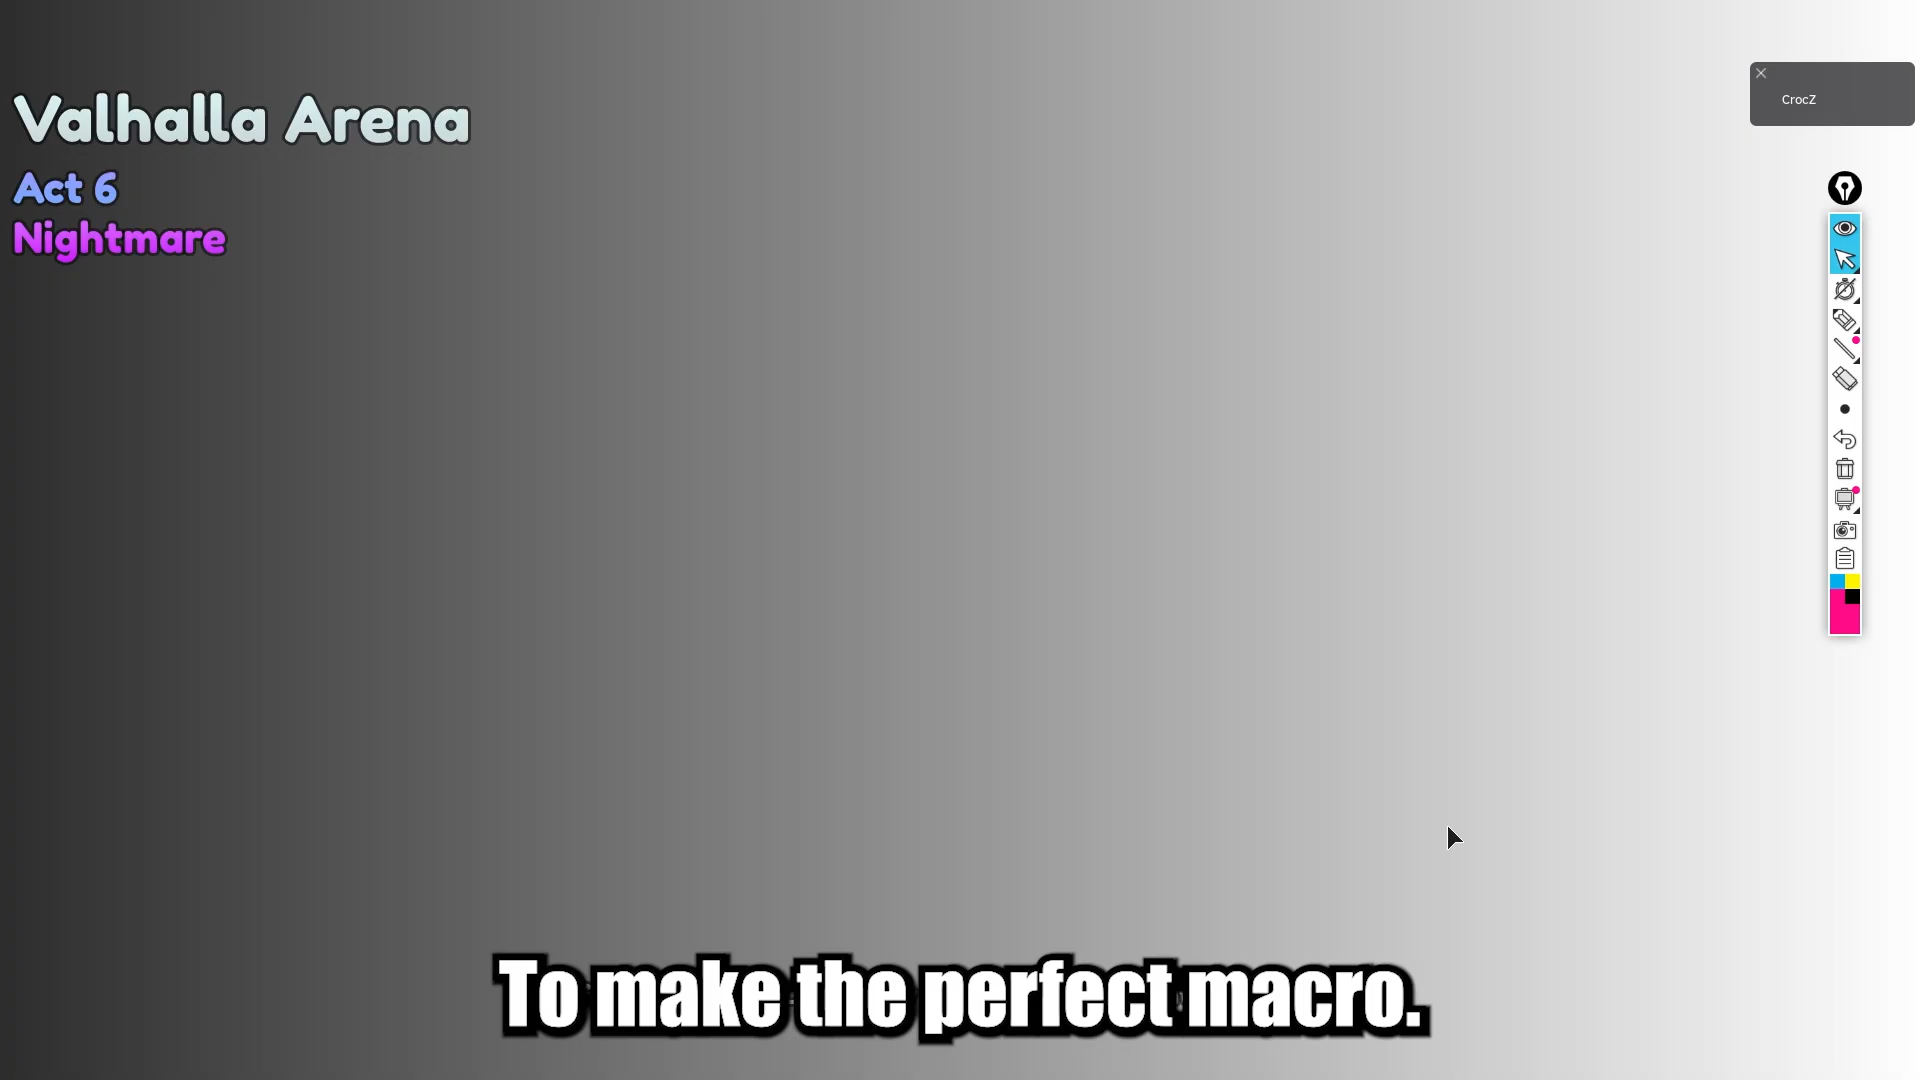 Valhalla Arena
CrocZ
Act 6
Nightmare
To make the perfect macro.